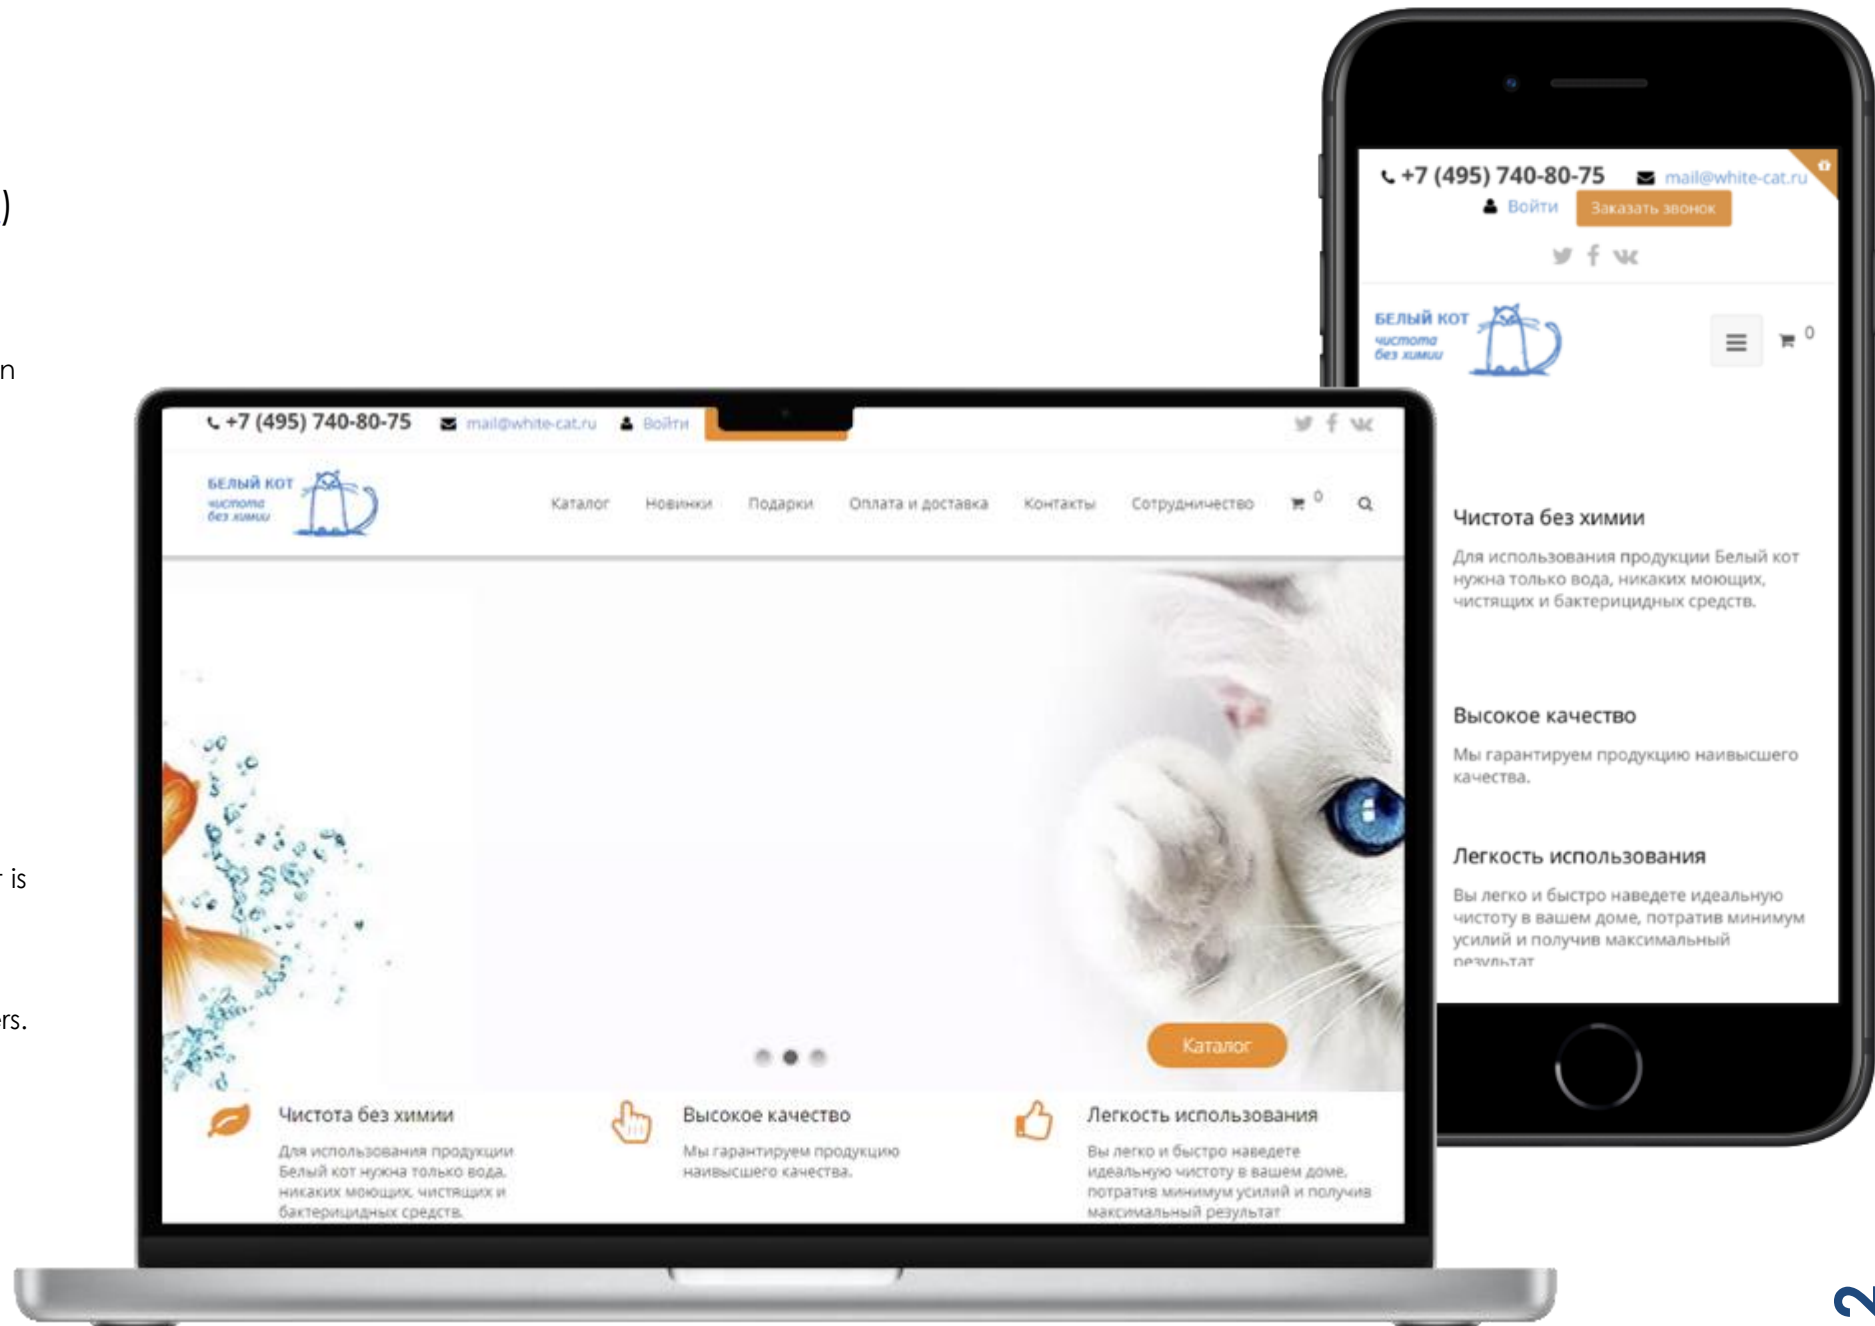 )
n
r is
ers.
+7 (495) 740-80-75 mail@white-cat.ru Войти
БЕЛЫЙ КОТ
чистота
без химии
Каталог Новинки Подарки Оплата и доставка Контакты Сотрудничество 0
Каталог
Чистота без химии
Для использования продукции
Белый кот нужна только вода,
никаких моющих, чистящих и
бактерицидных средств.
Высокое качество
Мы гарантируем продукцию
наивысшего качества.
Легкость использования
Вы легко и быстро наведете
идеальную чистоту в вашем доме,
потратив минимум усилий и получив
максимальный результат
+7 (495) 740-80-75 mail@white-cat.ru
Войти Заказать звонок
БЕЛЫЙ КОТ
чистота
без химии
0
Чистота без химии
Для использования продукции Белый кот
нужна только вода, никаких моющих,
чистящих и бактерицидных средств.
Высокое качество
Мы гарантируем продукцию наивысшего
качества.
Легкость использования
Вы легко и быстро наведете идеальную
чистоту в вашем доме, потратив минимум
усилий и получив максимальный
результат
2